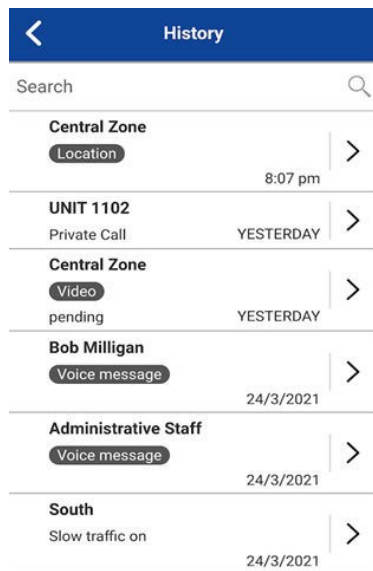 History
Search
Central Zone
Location
8:07 pm
UNIT 1102
Private Call YESTERDAY
Central Zone
Video
pending YESTERDAY
Bob Milligan
Voice message
24/3/2021
Administrative Staff
Voice message
24/3/2021
South
Slow traffic on
24/3/2021